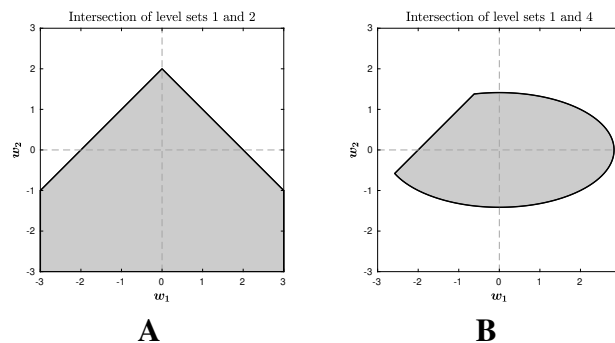 Intersection of level sets 1 and 2
3
2
1
0
-1
-2
-3
w2
-3 -2 -1 0 1 2 3
w1
A
Intersection of level sets 1 and 4
3
2
1
0
-1
-2
-3
w2
-3 -2 -1 0 1 2
w1
B